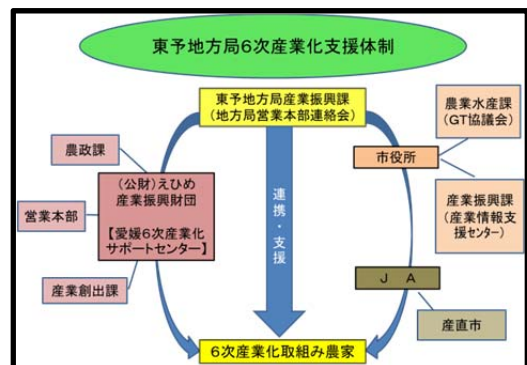 東予地方局６次産業化支援体制
東予地方局産業振興課
（地方局営業本部連絡会）
農政課
営業本部
産業創出課
（公財）えひめ
産業振興財団
【愛媛６次産業化
サポートセンター】
連携・支援
農業水産課
（GT協議会）
市役所
産業振興課
（産業情報支
援センター）
ＪＡ
産直市
６次産業化取組み農家